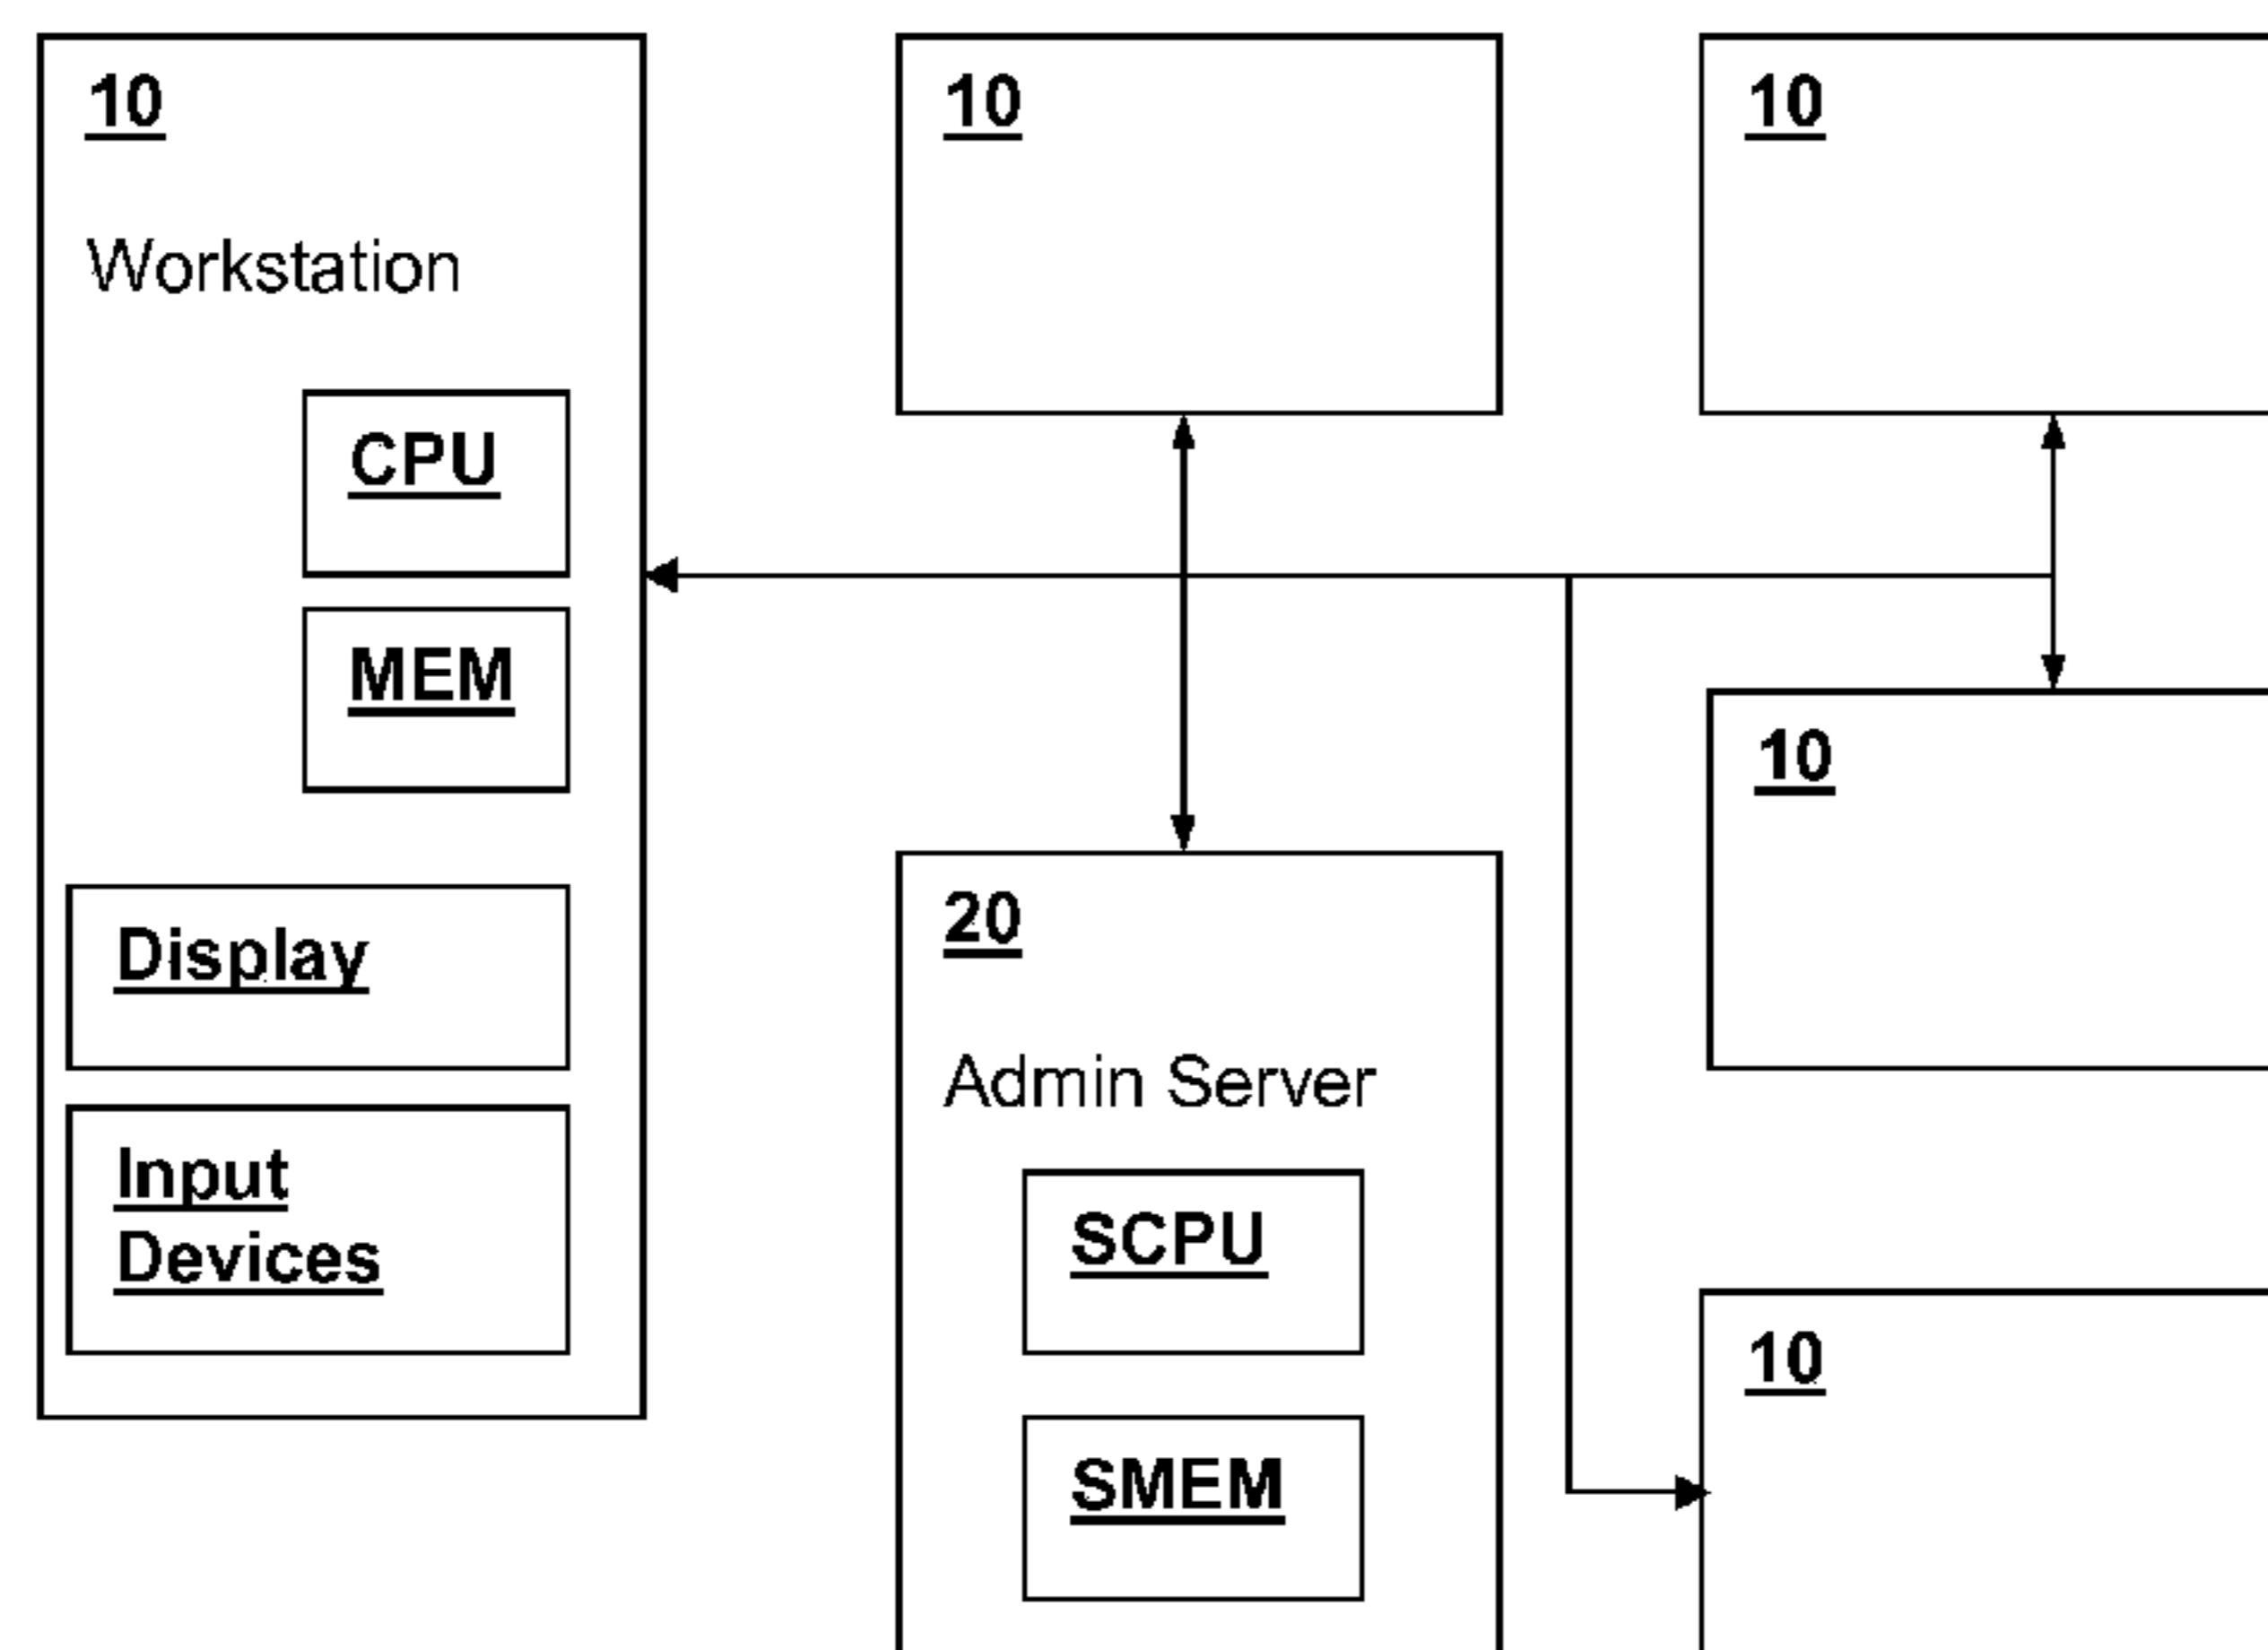 10
Workstation
CPU
MEM
Display
Input
Devices
10
20
Admin Server
SCPU
SMEM
10
10
10